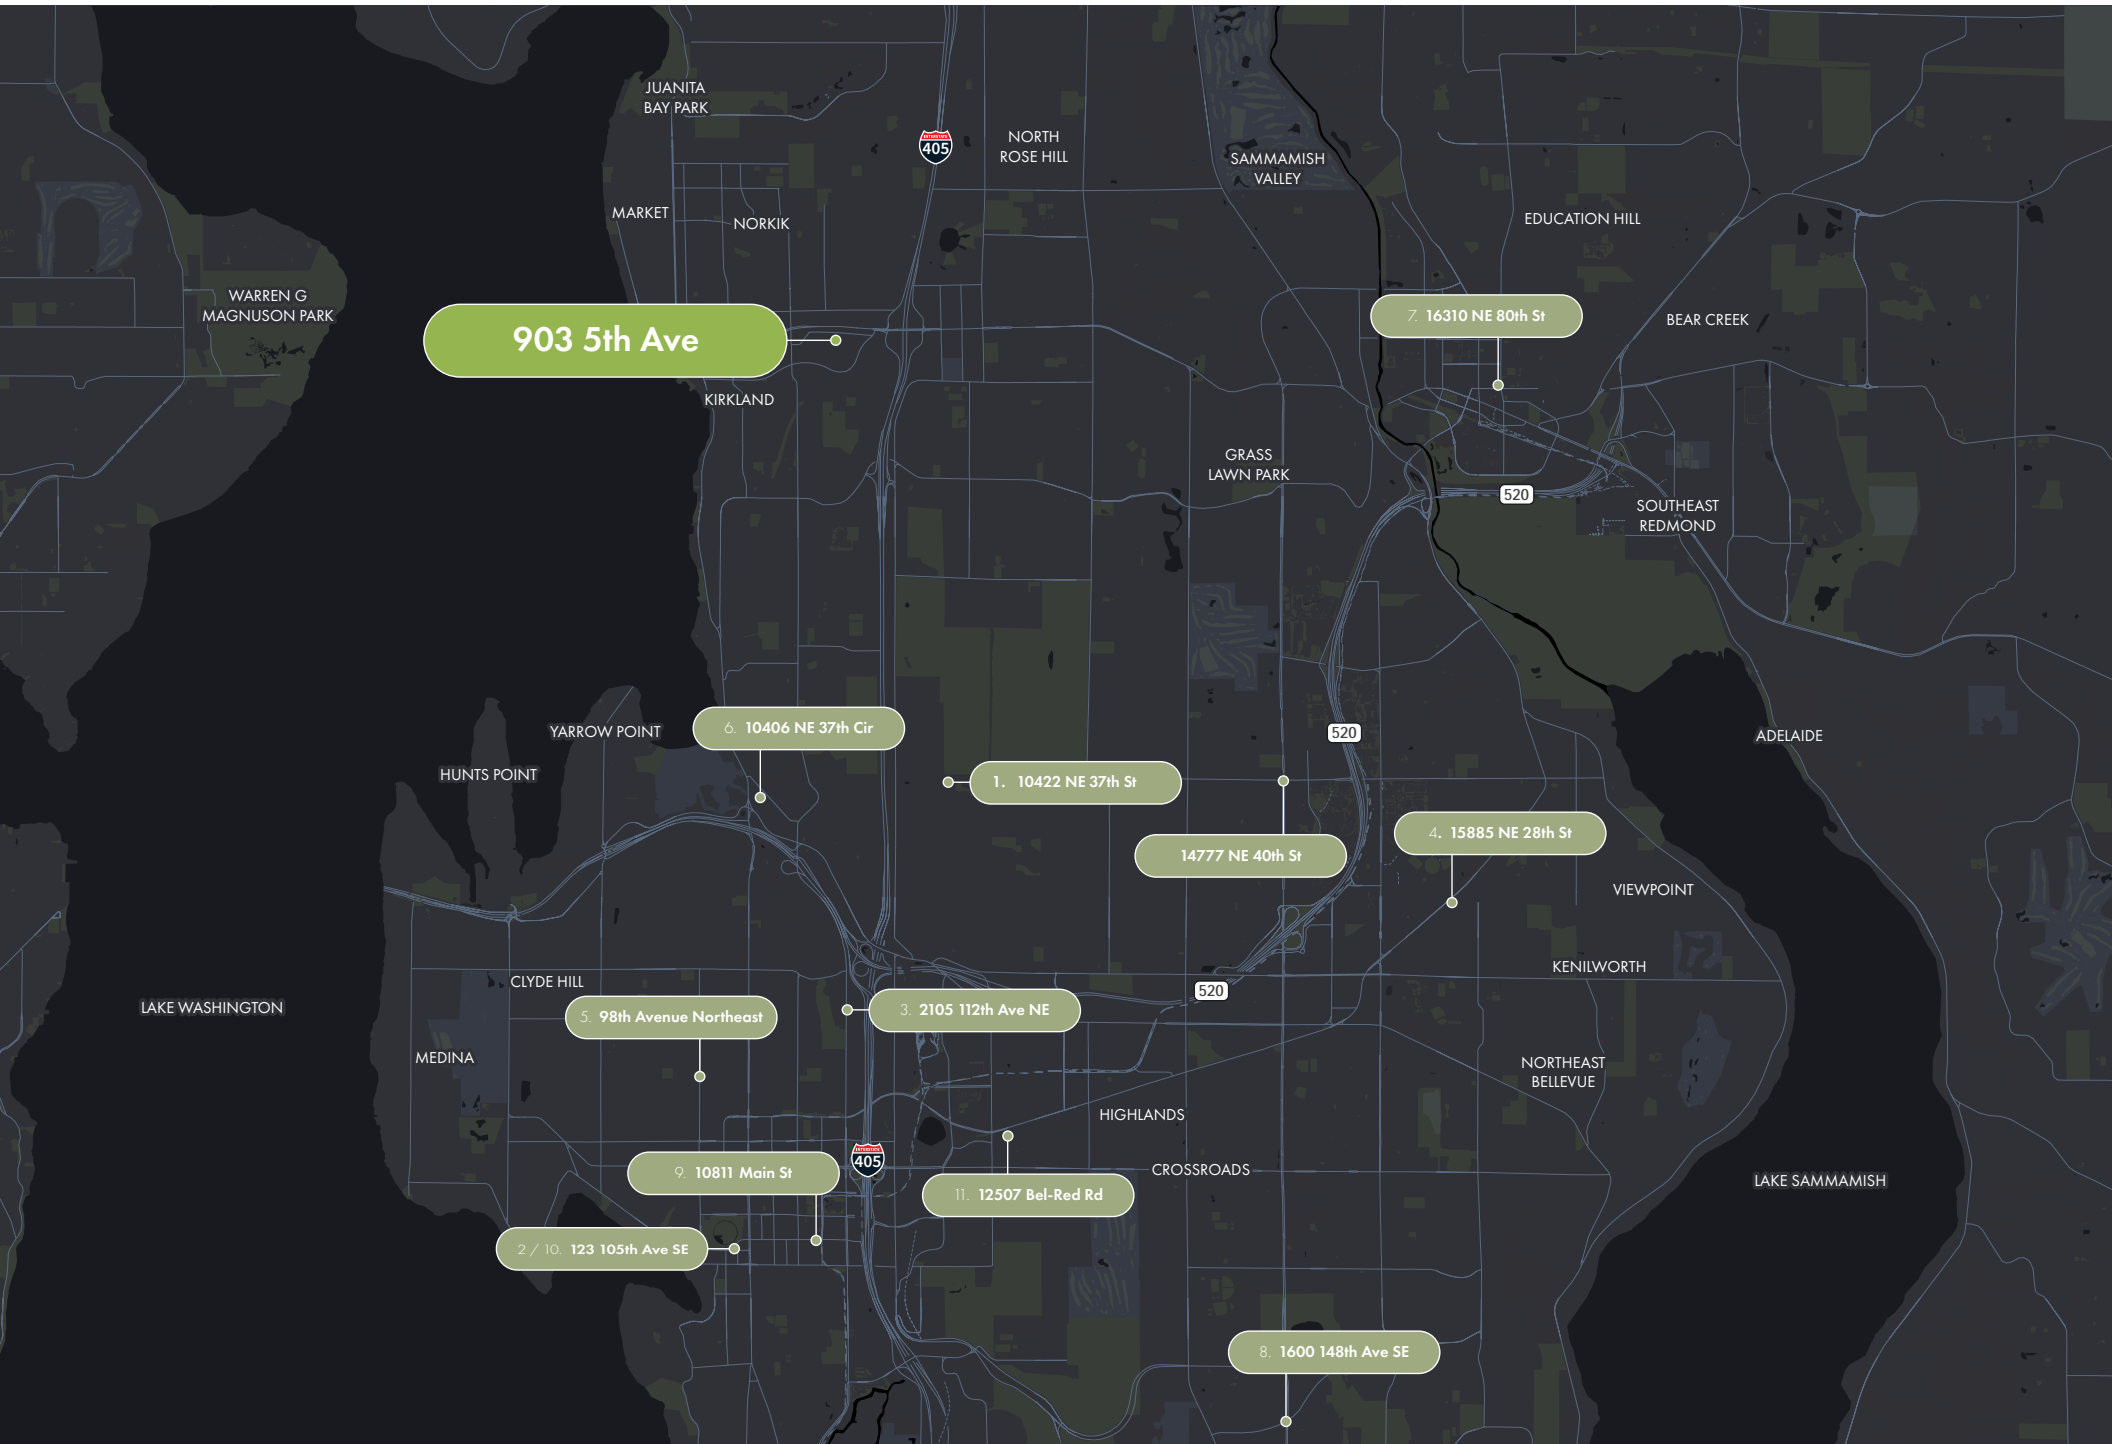 JUANITA
BAY PARK
INTERSTATE
405
NORTH
ROSE HILL
SAMMAMISH
VALLEY
MARKET
NORKIK
EDUCATION HILL
WARREN G
MAGNUSON PARK
903 5th Ave
7. 16310 NE 80th St
BEAR CREEK
KIRKLAND
GRASS
LAWN PARK
520
SOUTHEAST
REDMOND
YARROW POINT
6. 10406 NE 37th Cir
520
ADELAIDE
HUNTS POINT
1. 10422 NE 37th St
14777 NE 40th St
4. 15885 NE 28th St
VIEWPOINT
CLYDE HILL
KENILWORTH
520
LAKE WASHINGTON
5. 98th Avenue Northeast
3. 2105 112th Ave NE
MEDINA
NORTHEAST
BELLEVUE
HIGHLANDS
INTERSTATE
405
9. 10811 Main St
CROSSROADS
11. 12507 Bel-Red Rd
LAKE SAMMAMISH
2 / 10. 123 105th Ave SE
8. 1600 148th Ave SE